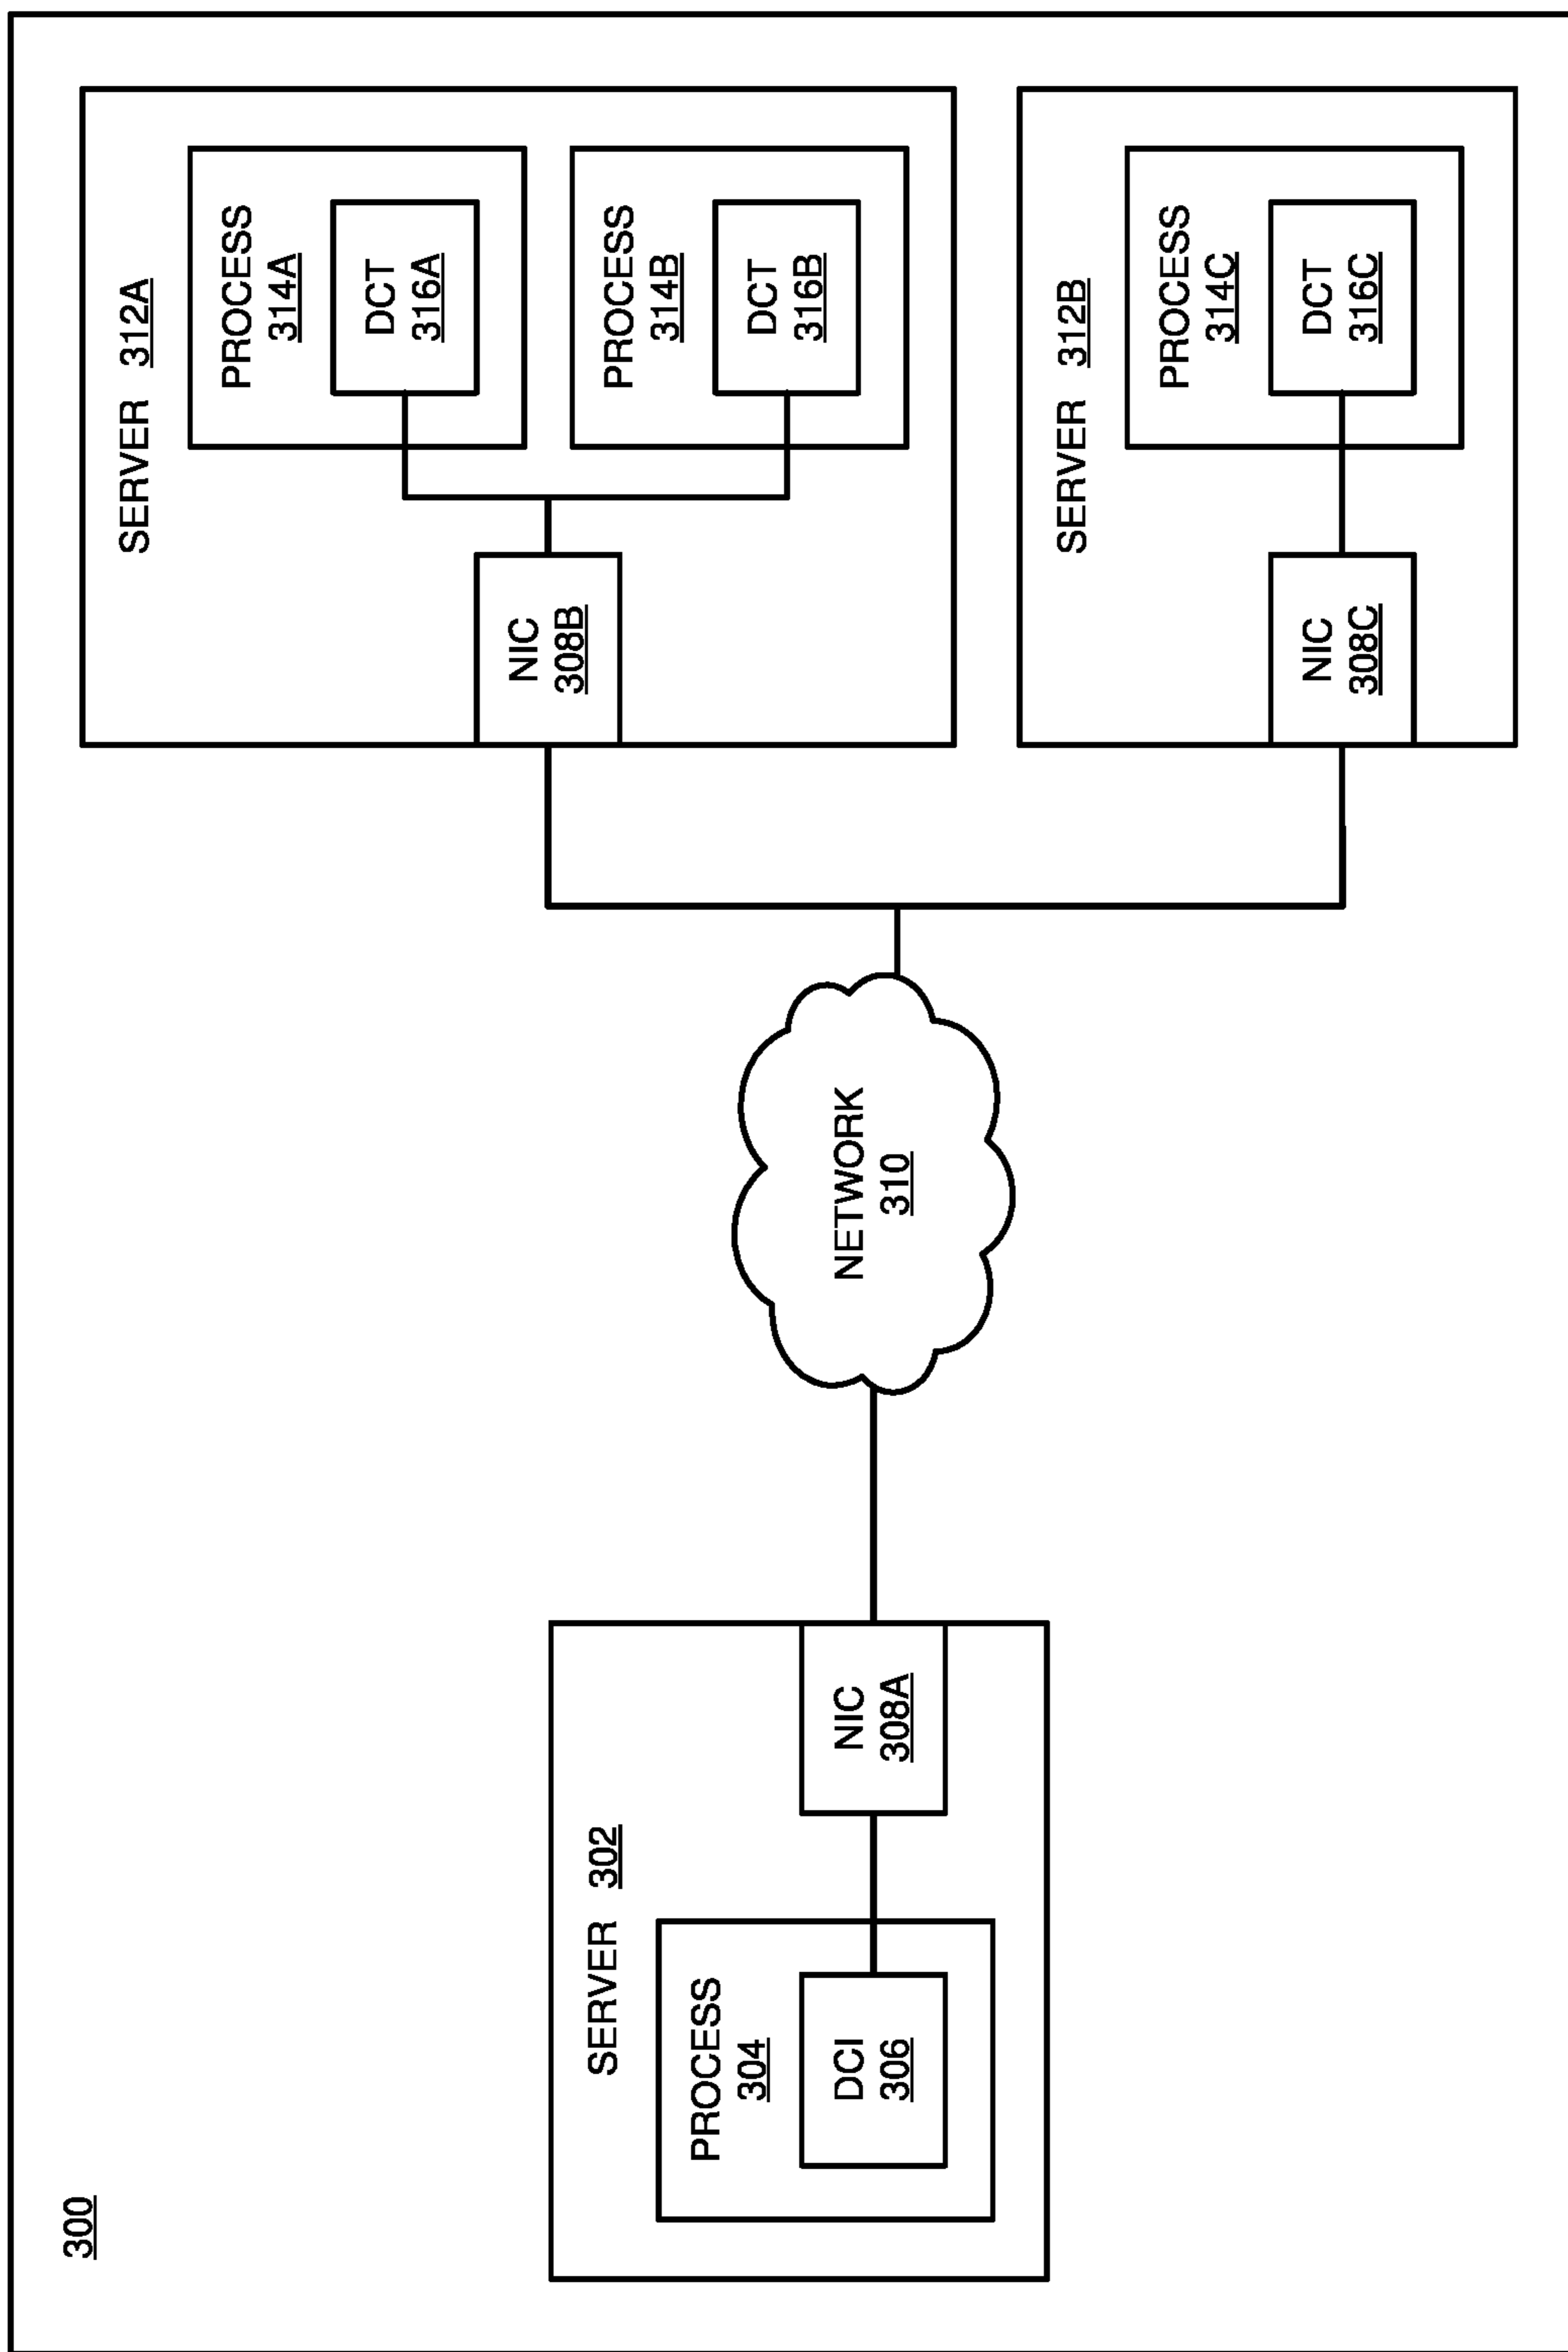 300
SERVER 302
PROCESS
304
DCI
306
NIC
308A
NETWORK
310
SERVER 312A
NIC
308B
PROCESS
314A
DCT
316A
PROCESS
314B
DCT
316B
SERVER 312B
NIC
308C
PROCESS
314C
DCT
316C